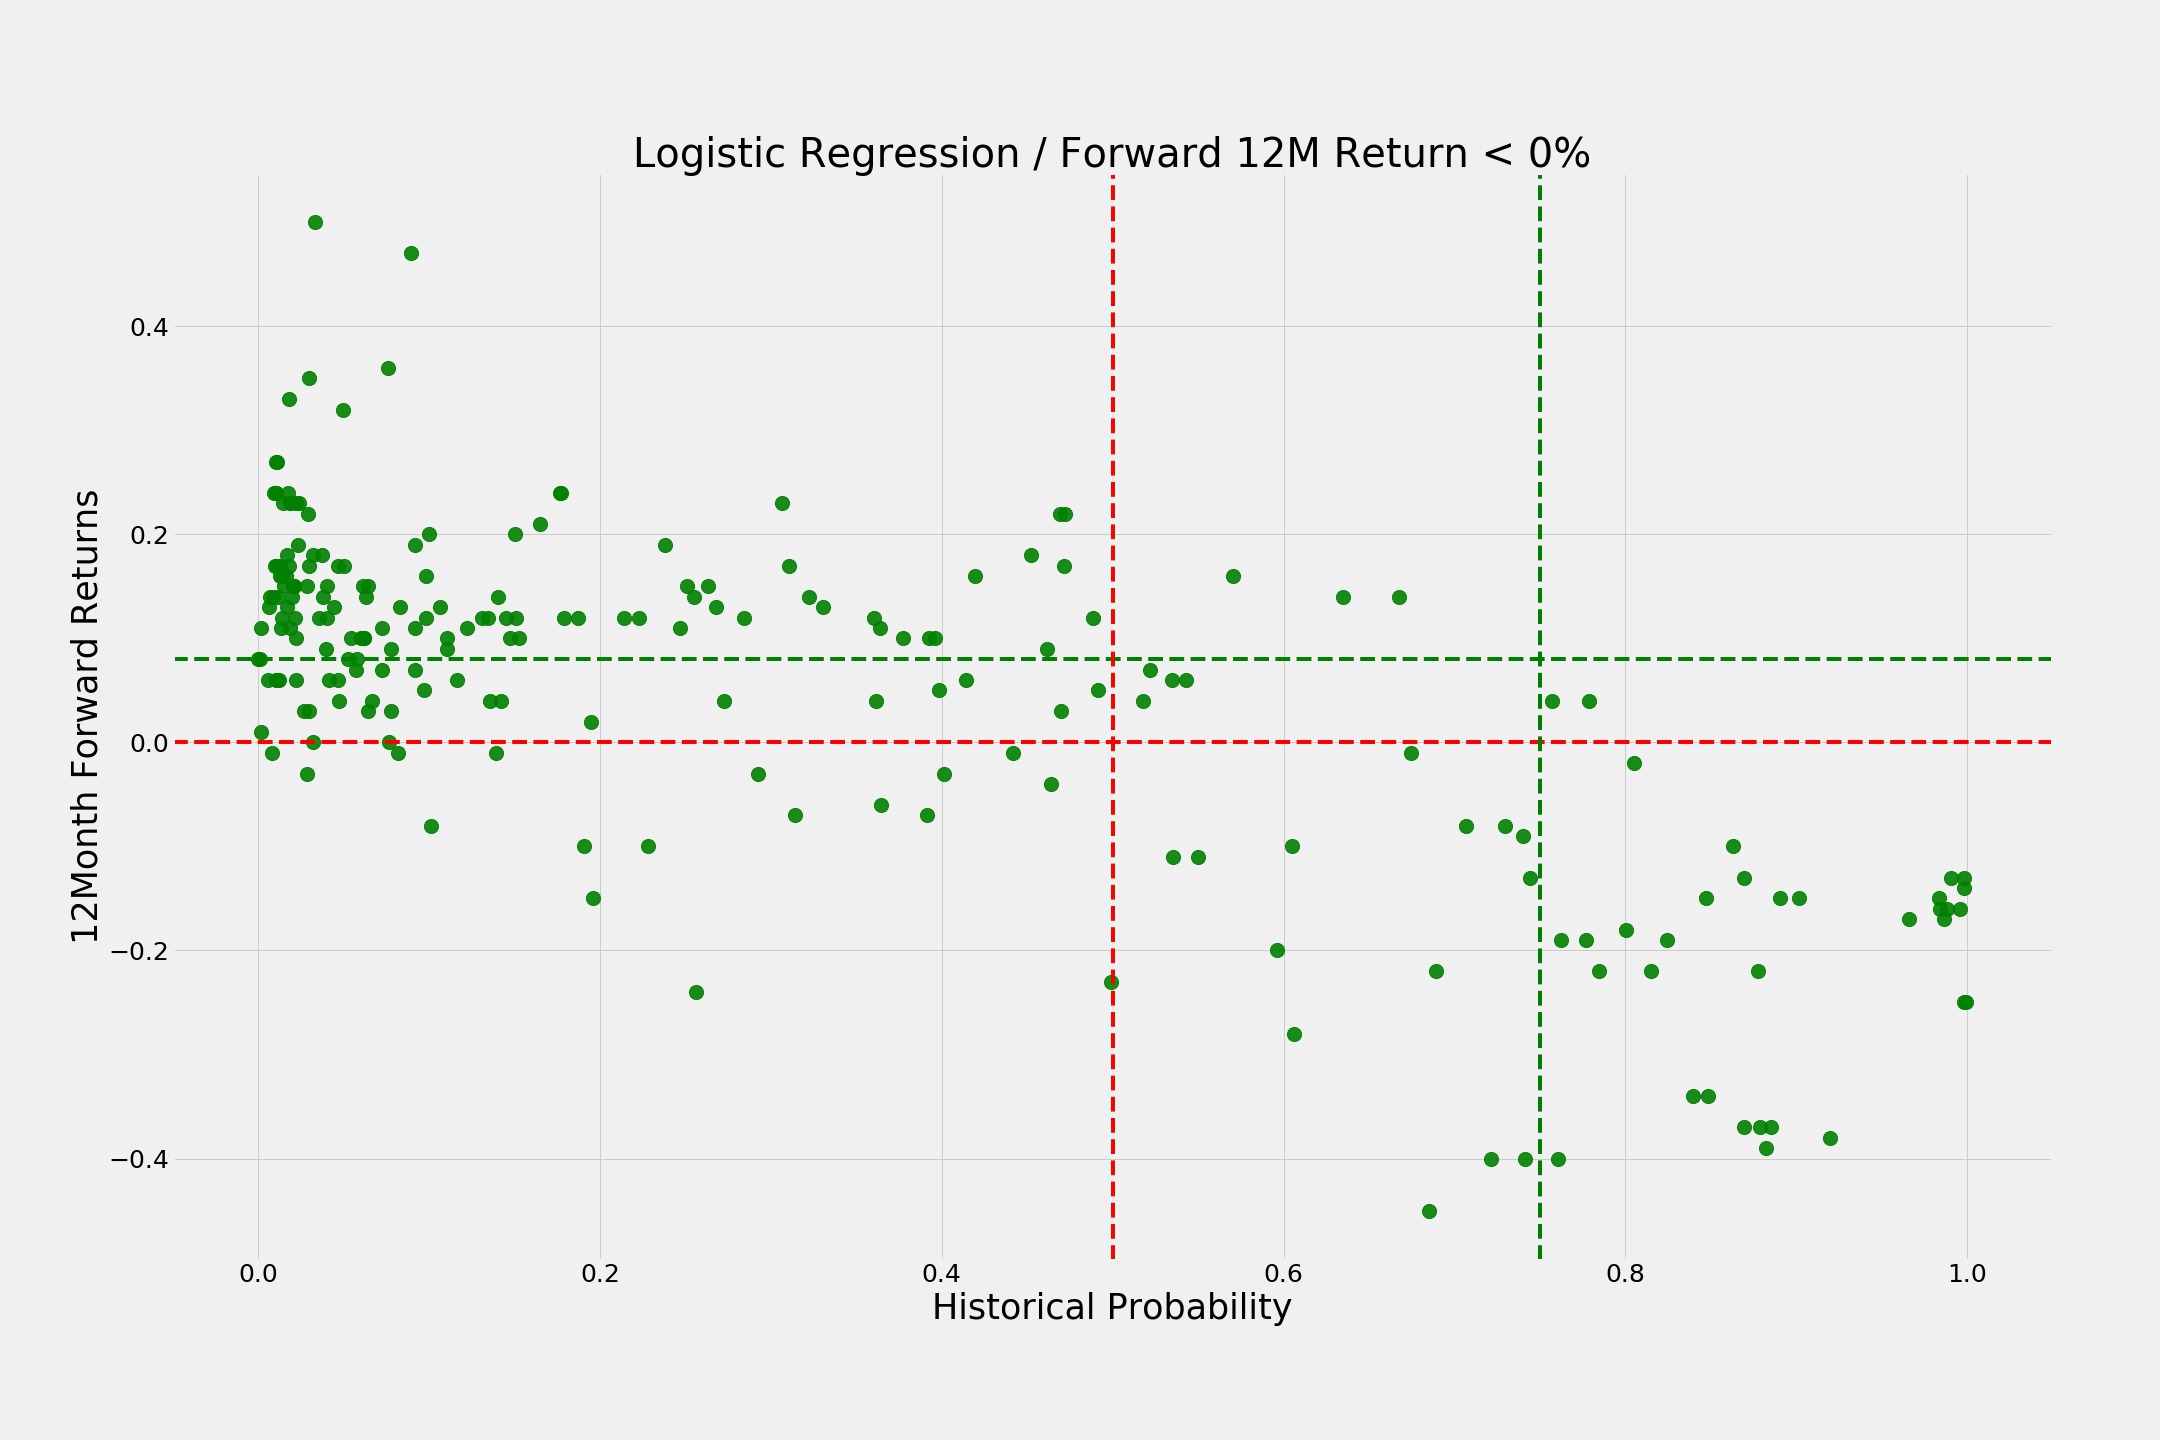 Logistic Regression / Forward 12M Return < 0%
12Month Forward Returns
0.4
0.2
0.0
−0.2
−0.4
0.0 0.2 0.4 0.6 0.8 1.0
Historical Probability